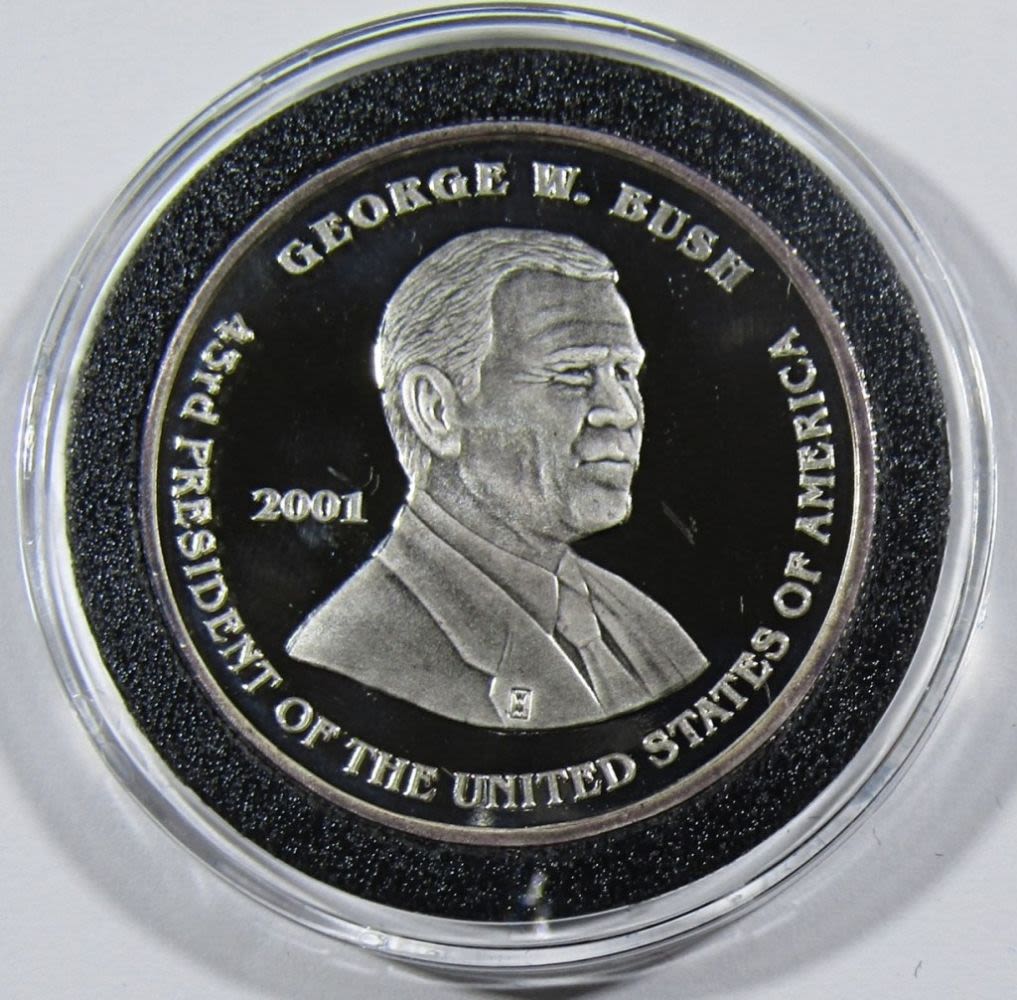 GEORGE W. BUSH
2001
43rd PRESIDENT OF THE UNITED STATES OF AMERICA